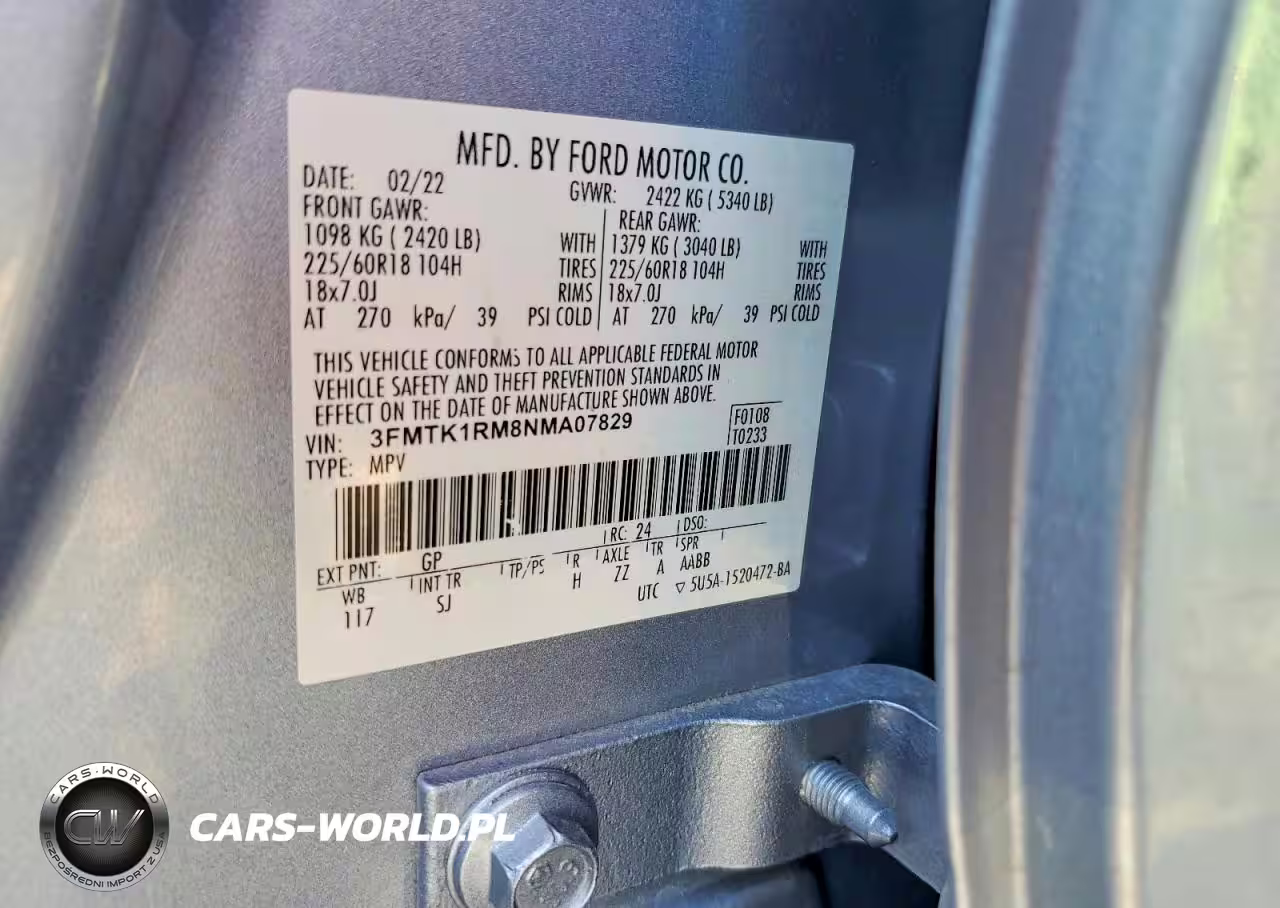 MFD. BY FORD MOTOR CO.
DATE: 02/22 GVWR: 2422 KG ( 5340 LB)
FRONT GAWR: REAR GAWR:
1098 KG ( 2420 LB) WITH 1379 KG ( 3040 LB) WITH
225/60R18 104H TIRES 225/60R18 104H TIRES
18x7.0J RIMS 18x7.0J RIMS
AT 270 kPa/ 39 PSI COLD AT 270 kPa/ 39 PSI COLD
THIS VEHICLE CONFORMS TO ALL APPLICABLE FEDERAL MOTOR
VEHICLE SAFETY AND THEFT PREVENTION STANDARDS IN
EFFECT ON THE DATE OF MANUFACTURE SHOWN ABOVE.
VIN: 3FMTK1RM8NMA07829 F0108
TYPE: MPV T0233
EXT PNT: GP RC: 24 DSO:
WB INT TR TP/PS R AXLE TR SPR
117 SJ H ZZ A AABB
UTC ▽ 5U5A-1520472-BA
CARS-WORLD
CW
BEZPOŚREDNI IMPORT Z USA
CARS-WORLD.PL